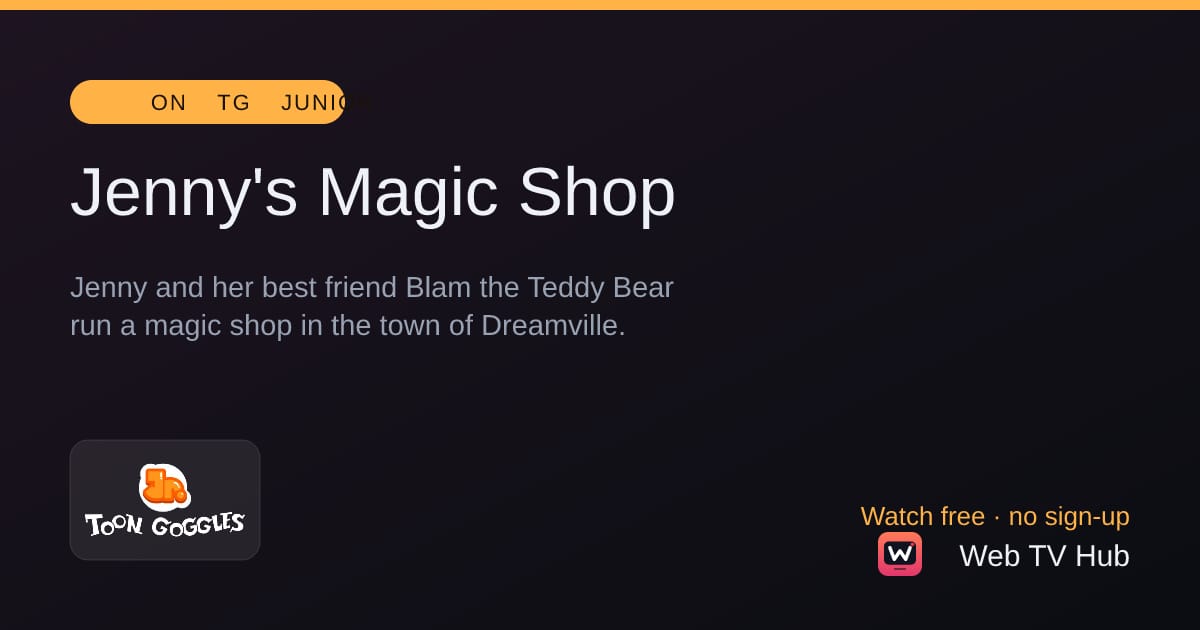 ON TG
Jenny's Magic Shop
Jenny and her best friend Blam the Teddy Bear
run a magic shop in the town of Dreamville.
Jr.
TOON GOGGLES
Watch free · no sign-up
W
Web TV Hub